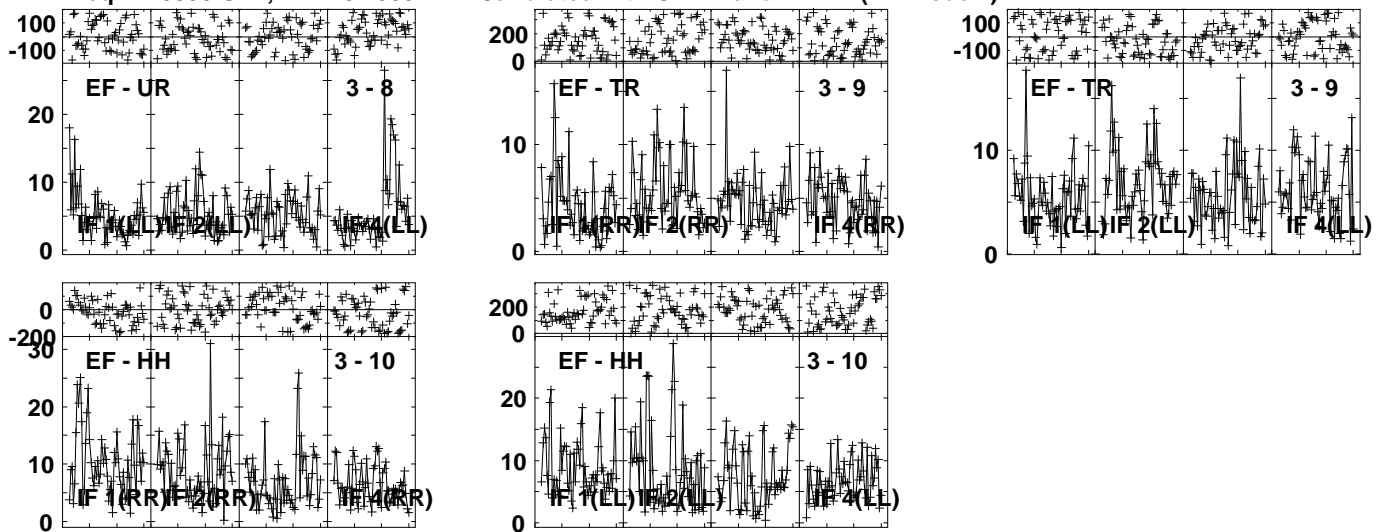 100 200 100
-100 0 -100
EF - UR 3 - 8 EF - TR 3 - 9 EF - TR 3 - 9
20
10 10 10
IF 1(LL) IF 2(LL) IF 4(LL) IF 1(RR) IF 2(RR) IF 4(RR) IF 1(LL) IF 2(LL) IF 4(LL)
0 0 0
0 200
-200 0
30 EF - HH 3 - 10 EF - HH 3 - 10
20 20
10 10
IF 1(RR) IF 2(RR) IF 4(RR) IF 1(LL) IF 2(LL) IF 4(LL)
0 0